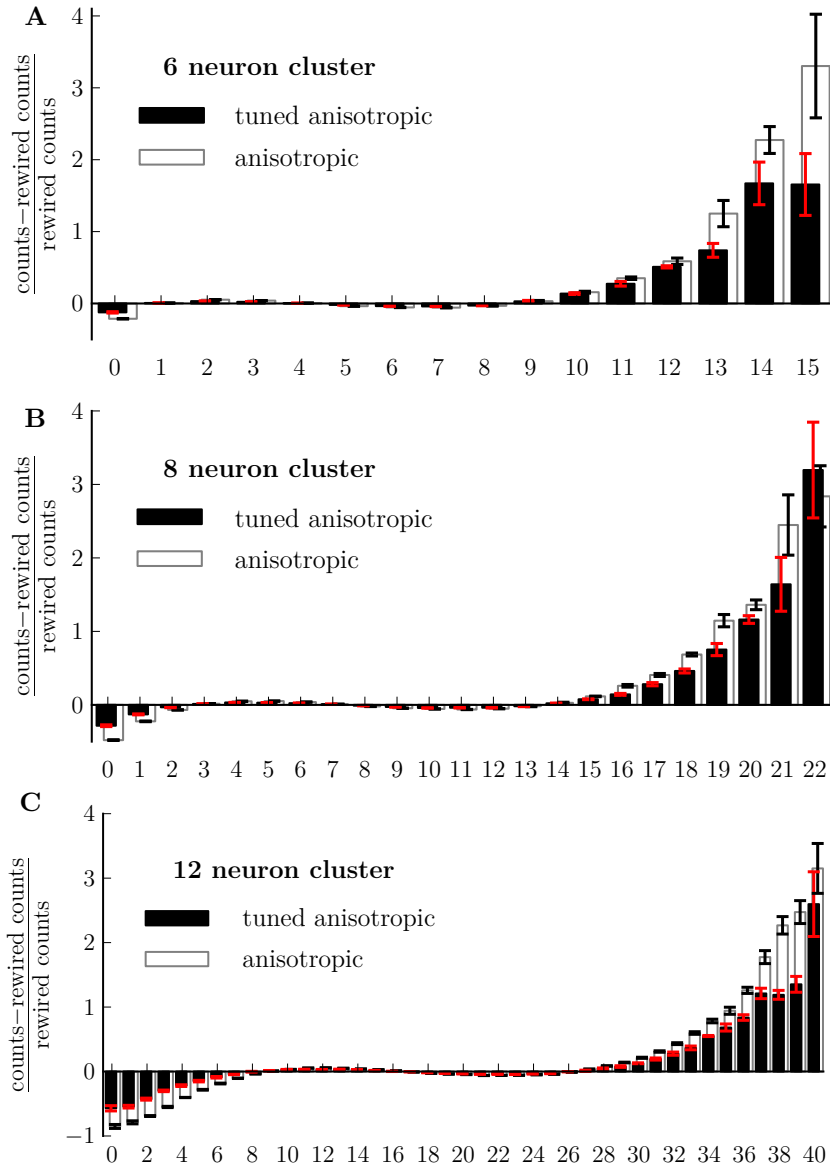 A
4
3
2
1
0
counts−rewired counts
rewired counts
6 neuron cluster
tuned anisotropic
anisotropic
0 1 2 3 4 5 6 7 8 9 10 11 12 13 14 15
B
4
3
2
1
0
counts−rewired counts
rewired counts
8 neuron cluster
tuned anisotropic
anisotropic
0 1 2 3 4 5 6 7 8 9 10 11 12 13 14 15 16 17 18 19 20 21 22
C
4
3
2
1
0
−1
counts−rewired counts
rewired counts
12 neuron cluster
tuned anisotropic
anisotropic
0 2 4 6 8 10 12 14 16 18 20 22 24 26 28 30 32 34 36 38 40